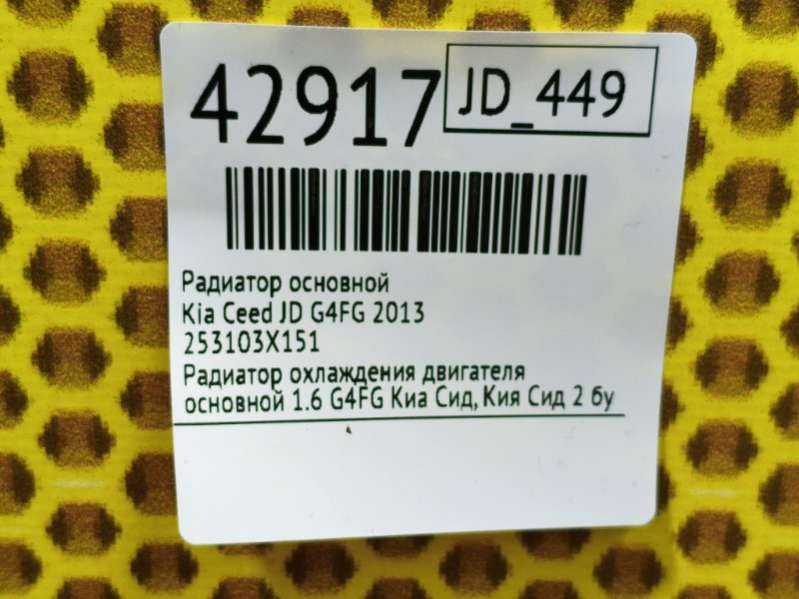 42917 JD_449
Радиатор основной
Kia Ceed JD G4FG 2013
253103X151
Радиатор охлаждения двигателя
основной 1.6 G4FG Киа Сид, Кия Сид 2 бу